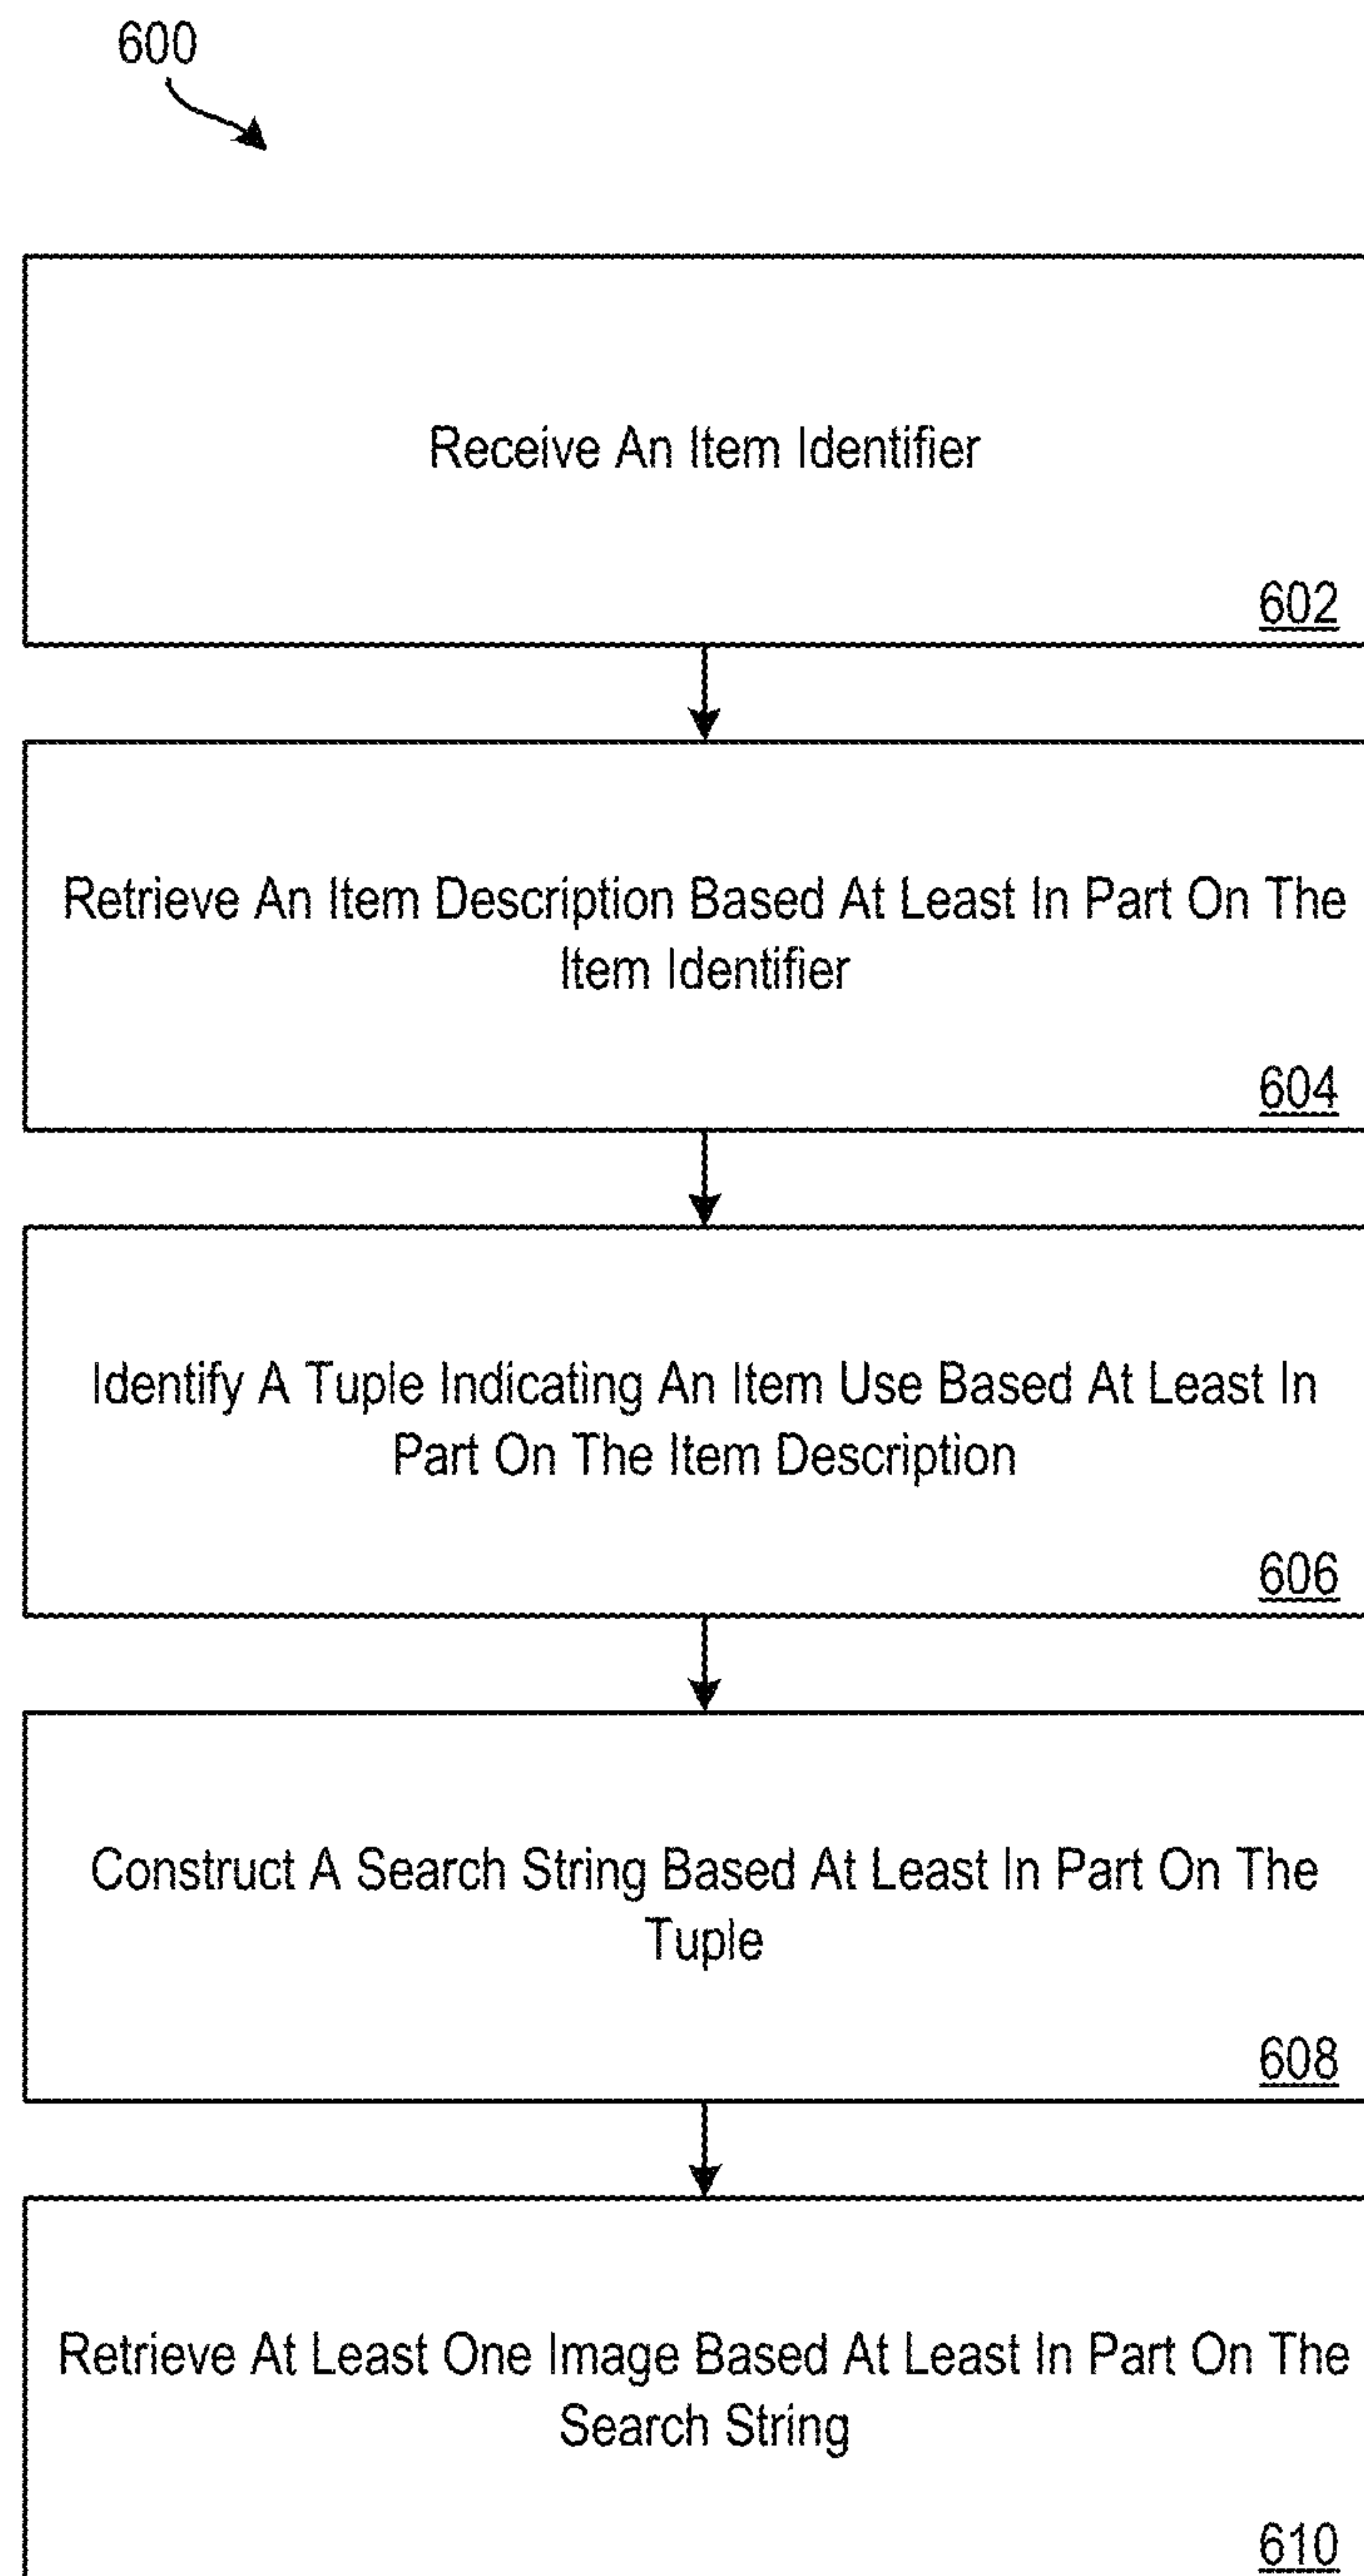 600
Receive An Item Identifier
602
Retrieve An Item Description Based At Least In Part On The
Item Identifier
604
Identify A Tuple Indicating An Item Use Based At Least In
Part On The Item Description
606
Construct A Search String Based At Least In Part On The
Tuple
608
Retrieve At Least One Image Based At Least In Part On The
Search String
610